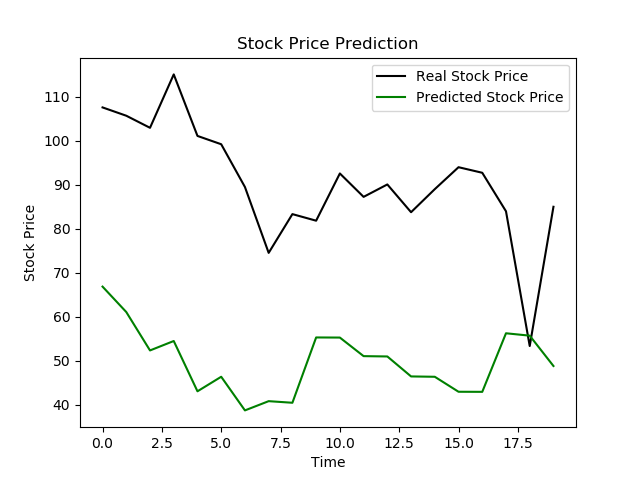 Stock Price Prediction
Real Stock Price
Predicted Stock Price
Stock Price
110
100
90
80
70
60
50
40
0.0 2.5 5.0 7.5 10.0 12.5 15.0 17.5
Time